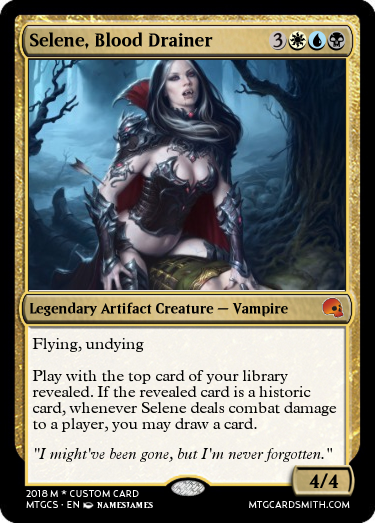 Selene, Blood Drainer 3
Legendary Artifact Creature — Vampire
Flying, undying
Play with the top card of your library
revealed. If the revealed card is a historic
card, whenever Selene deals combat damage
to a player, you may draw a card.
"I might've been gone, but I'm never forgotten."
4/4
2018 M * CUSTOM CARD
MTGCS · EN NAMESJAMES
MTGCARDSMITH.COM